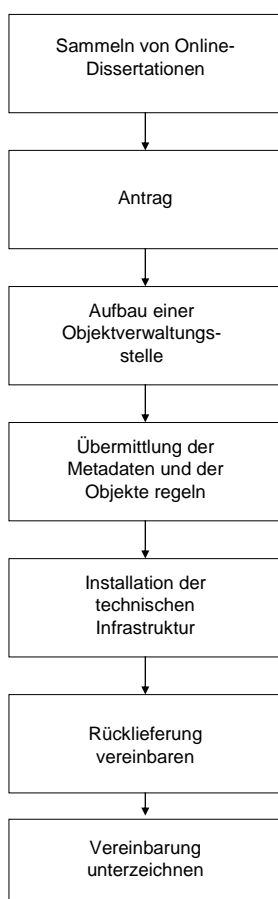 Sammeln von Online-
Dissertationen
Antrag
Aufbau einer
Objektverwaltungs-
stelle
Übermittlung der
Metadaten und der
Objekte regeln
Installation der
technischen
Infrastruktur
Rücklieferung
vereinbaren
Vereinbarung
unterzeichnen